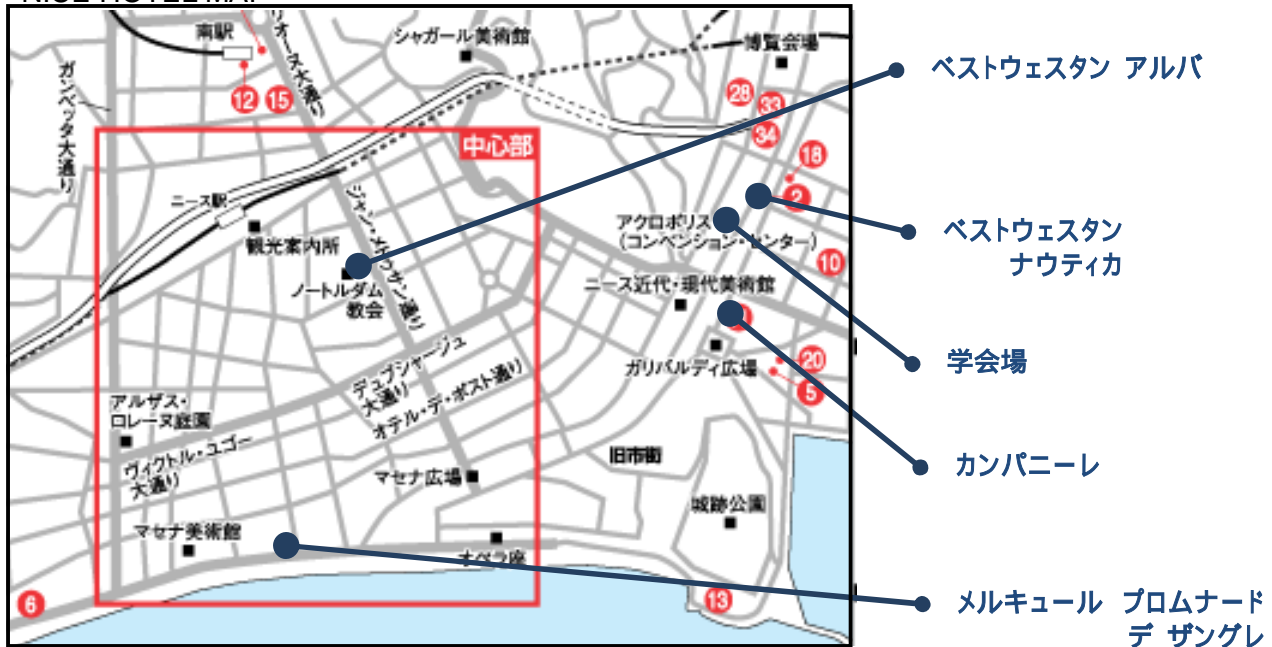 NICE HOTEL MAP
南駅
シャガール美術館
博覧会場
ガンベッタ大通り
12
15
28
33
34
中心部
18
2
ニース駅
観光案内所
ジャン・メドゥサン通り
アクロポリス
(コンベンション・センター)
10
ノートルダム
教会
ニース近代・現代美術館
ガリバルディ広場
20
5
デュブシャージュ
大通り
オテル・デ・ポスト通り
アルザス・
ロレーヌ庭園
ヴィクトル・ユゴー
大通り
旧市街
マセナ広場
城跡公園
マセナ美術館
オペラ座
6
13
ベストウェスタン アルバ
ベストウェスタン
ナウティカ
学会場
カンパニーレ
メルキュール プロムナード
デ ザングレ